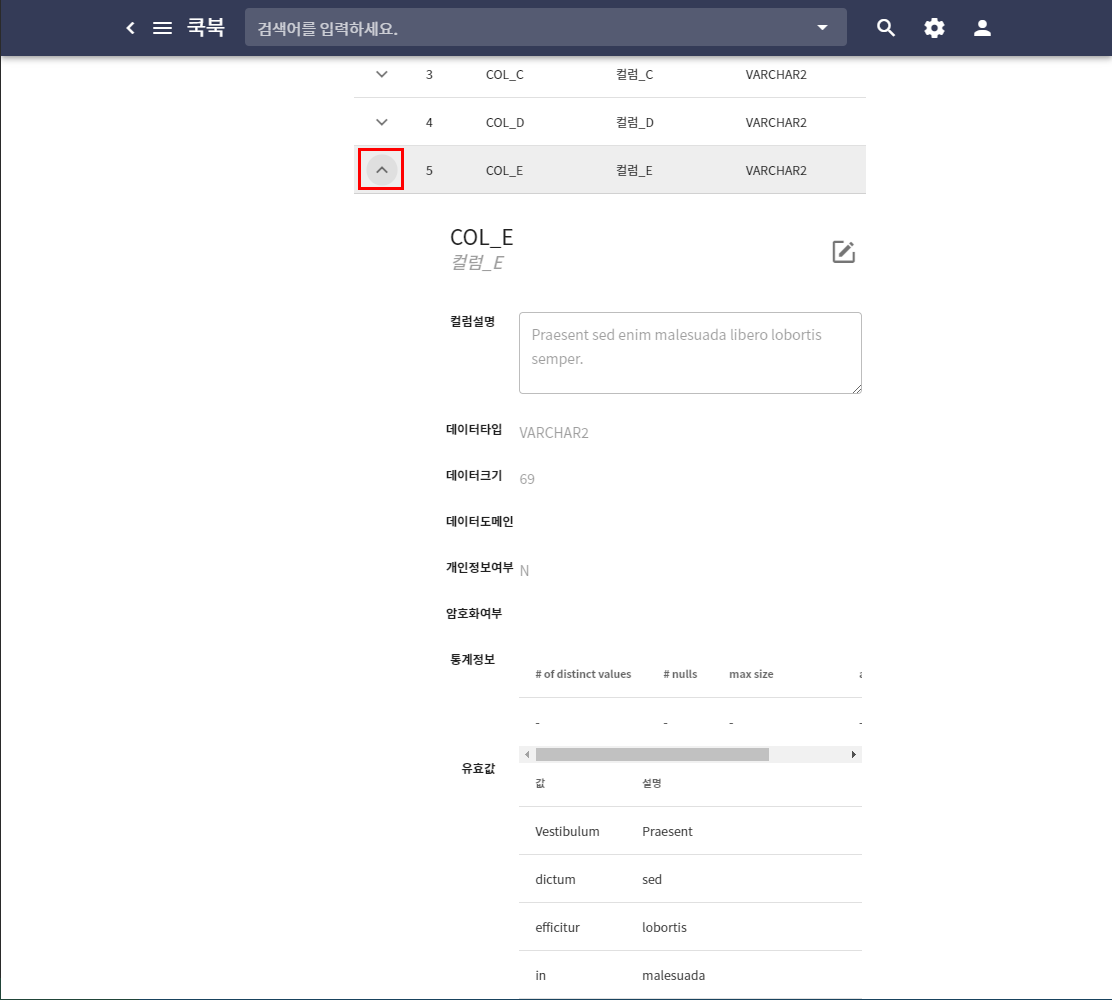 쿡북
검색어를 입력하세요.
3 COL_C 컬럼_C VARCHAR2
4 COL_D 컬럼_D VARCHAR2
5 COL_E 컬럼_E VARCHAR2
COL_E
컬럼_E
컬럼설명
Praesent sed enim malesuada libero lobortis
semper.
데이터타입 VARCHAR2
데이터크기 69
데이터도메인
개인정보여부 N
암호화여부
통계정보
# of distinct values # nulls max size
- - - -
유효값
값 설명
Vestibulum Praesent
dictum sed
efficitur lobortis
in malesuada